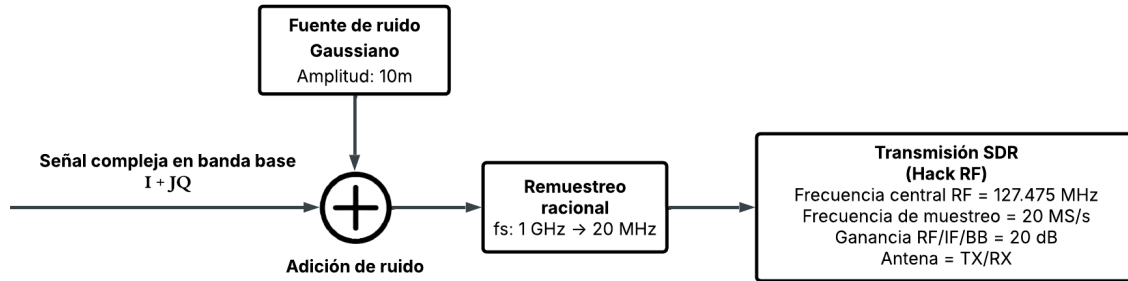 Fuente de ruido
Gaussiano
Amplitud: 10m
Señal compleja en banda base
I + JQ
Adición de ruido
Remuestreo
racional
fs: 1 GHz → 20 MHz
Transmisión SDR
(Hack RF)
Frecuencia central RF = 127.475 MHz
Frecuencia de muestreo = 20 MS/s
Ganancia RF/IF/BB = 20 dB
Antena = TX/RX